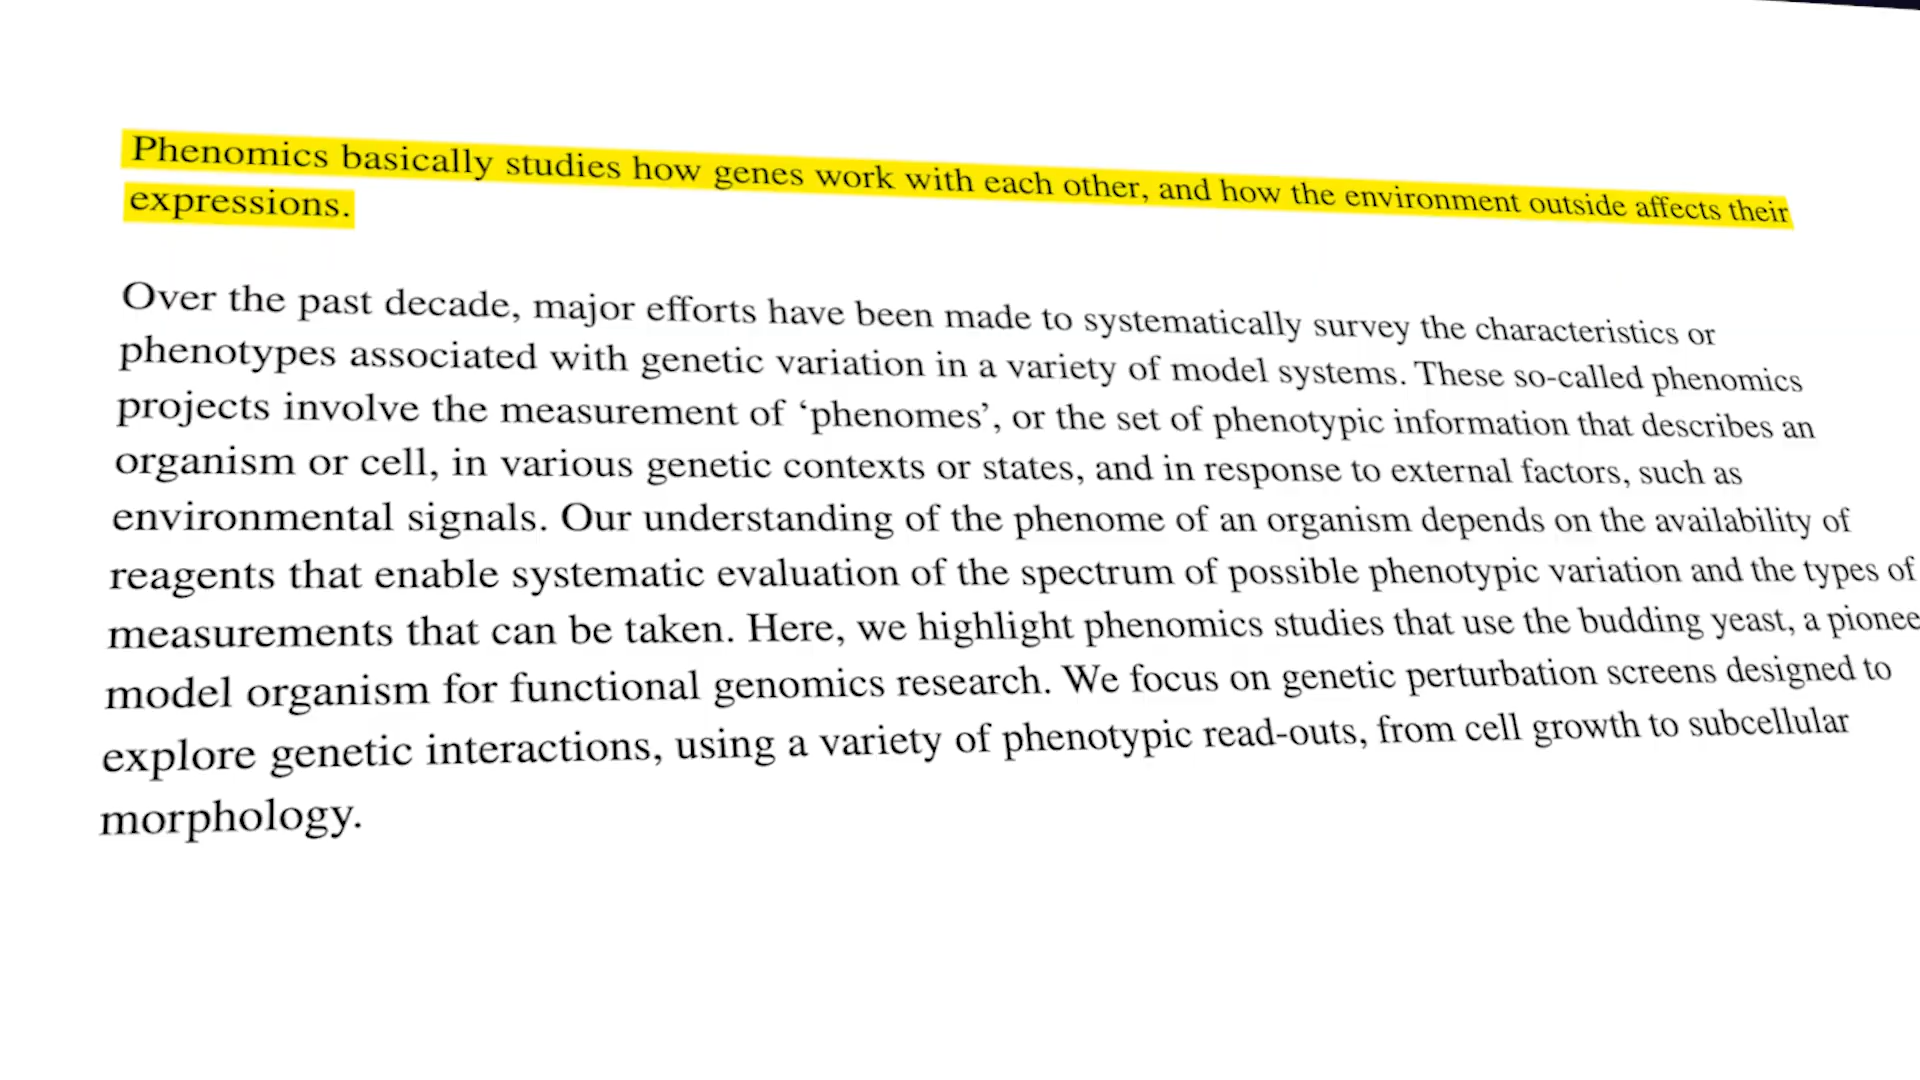 Phenomics basically studies how genes work with each other, and how the environment outside affects their
expressions.
Over the past decade, major efforts have been made to systematically survey the characteristics or
phenotypes associated with genetic variation in a variety of model systems. These so-called phenomics
projects involve the measurement of ‘phenomes’, or the set of phenotypic information that describes an
organism or cell, in various genetic contexts or states, and in response to external factors, such as
environmental signals. Our understanding of the phenome of an organism depends on the availability of
reagents that enable systematic evaluation of the spectrum of possible phenotypic variation and the types of
measurements that can be taken. Here, we highlight phenomics studies that use the budding yeast, a pionee
model organism for functional genomics research. We focus on genetic perturbation screens designed to
explore genetic interactions, using a variety of phenotypic read-outs, from cell growth to subcellular
morphology.